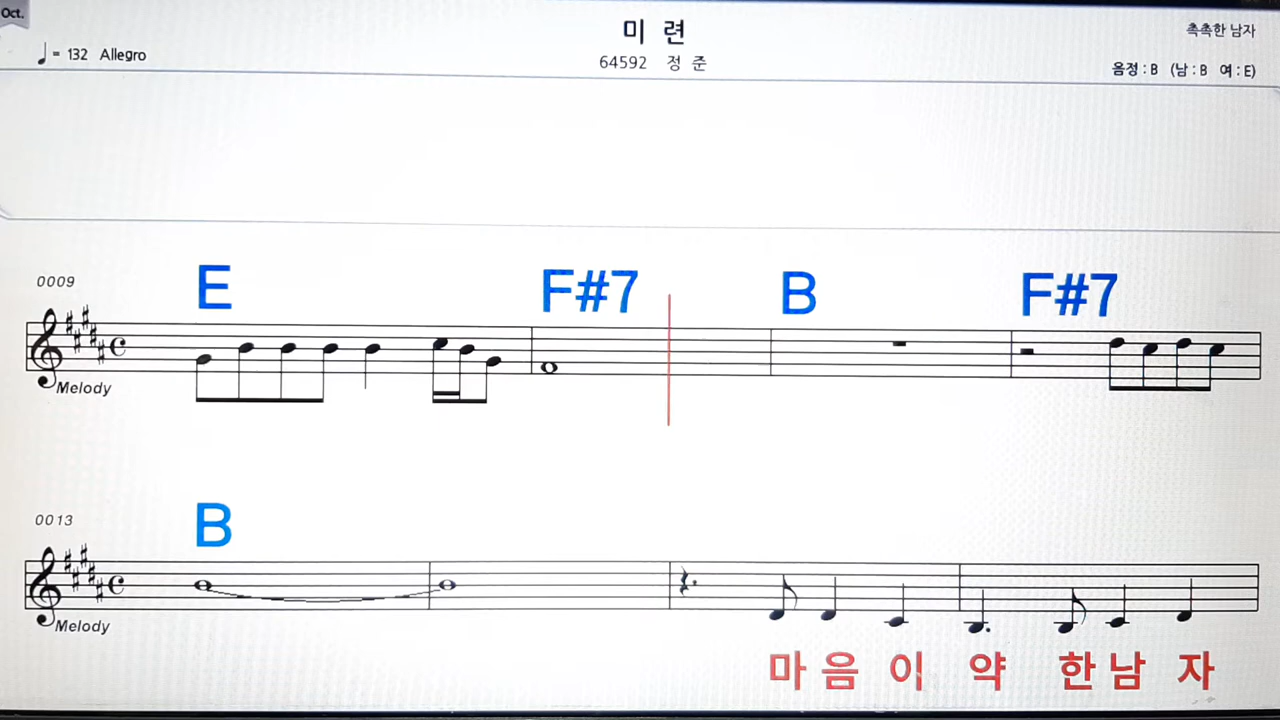 Oct.
미 련
촉촉한 남자
♩ = 132 Allegro
64592 정 준
음정 : B (남 : B 여 : E)
0009
E F#7 B F#7
Melody
0013
B
Melody
마 음 이 약 한 남 자